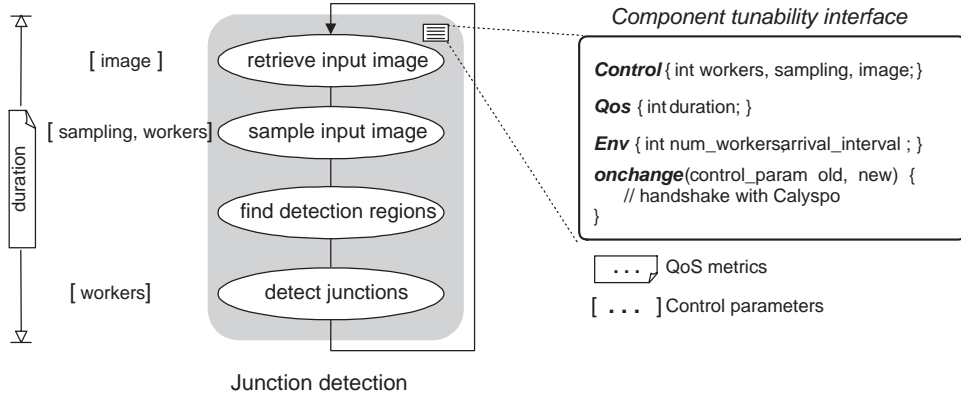 Component tunability interface
[ image ]
retrieve input image
Control { int workers, sampling, image; }
Qos { int duration; }
[ sampling, workers]
sample input image
Env { int num_workers,arrival_interval ; }
onchange(control_param old, new) {
// handshake with Calyspo
}
duration
find detection regions
... QoS metrics
[ workers]
detect junctions
[ ... ] Control parameters
Junction detection